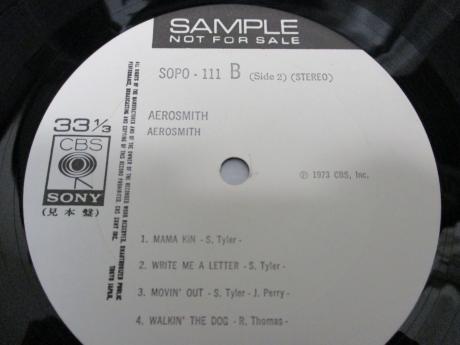 SAMPLE
NOT FOR SALE
SOPO - 111 B (Side 2) (STEREO)
AEROSMITH
AEROSMITH
33 1/3
CBS
SONY
(見本盤)
℗ 1973 CBS, Inc.
1. MAMA KIN - S. Tyler -
2. WRITE ME A LETTER - S. Tyler -
3. MOVIN' OUT - S. Tyler - J. Perry -
4. WALKIN' THE DOG - R. Thomas -